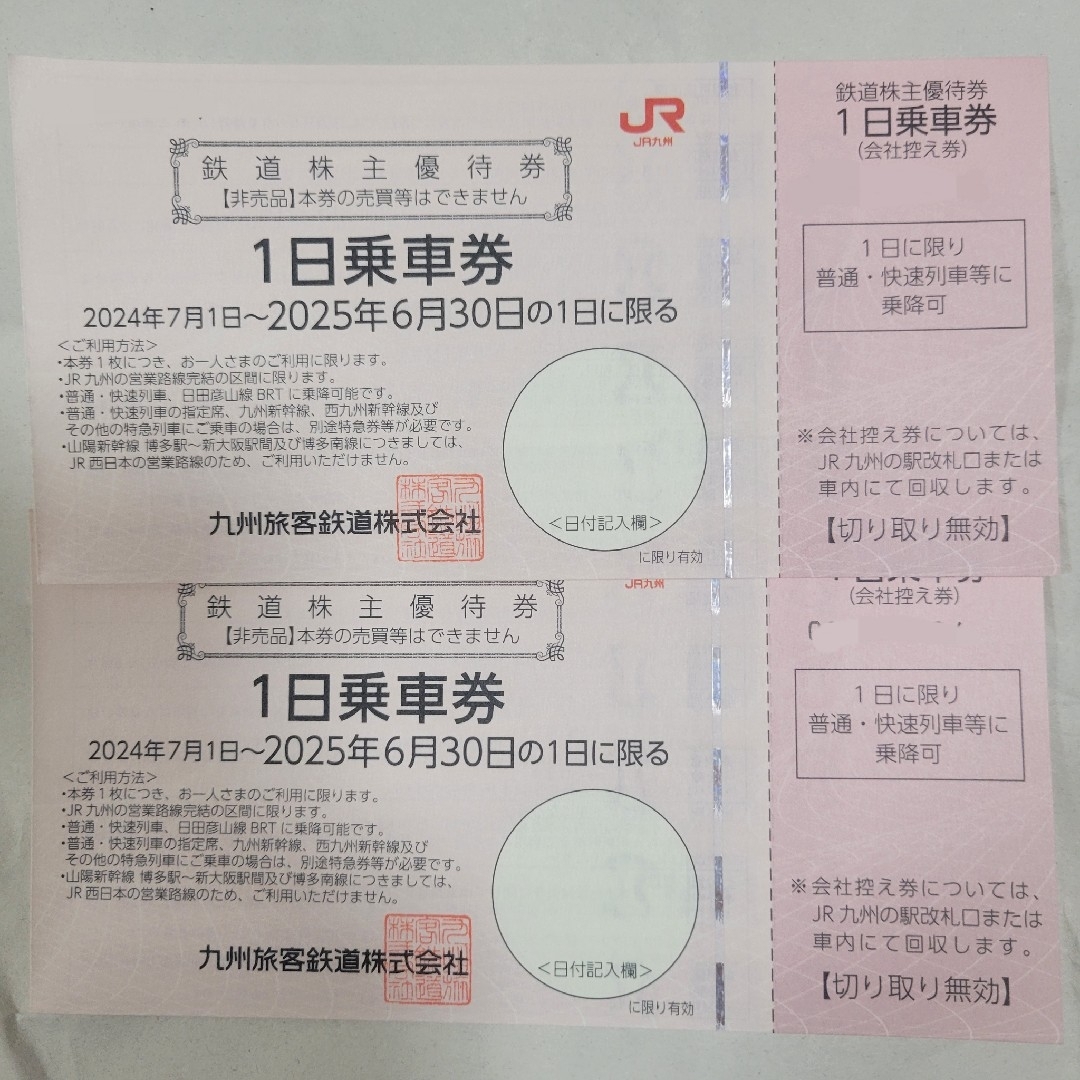 JR
JR九州
鉄道株主優待券
【非売品】本券の売買等はできません
1日乗車券
2024年7月1日～2025年6月30日の1日に限る
＜ご利用方法＞
・本券1枚につき、お一人さまのご利用に限ります。
・JR九州の営業路線完結の区間に限ります。
・普通・快速列車、日田彦山線BRTに乗降可能です。
・普通・快速列車の指定席、九州新幹線、西九州新幹線及び
その他の特急列車にご乗車の場合は、別途特急券等が必要です。
・山陽新幹線 博多駅～新大阪駅間及び博多南線につきましては、
JR西日本の営業路線のため、ご利用いただけません。
九州旅客鉄道株式会社
＜日付記入欄＞
に限り有効
鉄道株主優待券
1日乗車券
(会社控え券)
1日に限り
普通・快速列車等に
乗降可
※会社控え券については、
JR九州の駅改札口または
車内にて回収します。
【切り取り無効】
JR九州
鉄道株主優待券
【非売品】本券の売買等はできません
1日乗車券
2024年7月1日～2025年6月30日の1日に限る
＜ご利用方法＞
・本券1枚につき、お一人さまのご利用に限ります。
・JR九州の営業路線完結の区間に限ります。
・普通・快速列車、日田彦山線BRTに乗降可能です。
・普通・快速列車の指定席、九州新幹線、西九州新幹線及び
その他の特急列車にご乗車の場合は、別途特急券等が必要です。
・山陽新幹線 博多駅～新大阪駅間及び博多南線につきましては、
JR西日本の営業路線のため、ご利用いただけません。
九州旅客鉄道株式会社
＜日付記入欄＞
に限り有効
1日乗車券
(会社控え券)
1日に限り
普通・快速列車等に
乗降可
※会社控え券については、
JR九州の駅改札口または
車内にて回収します。
【切り取り無効】